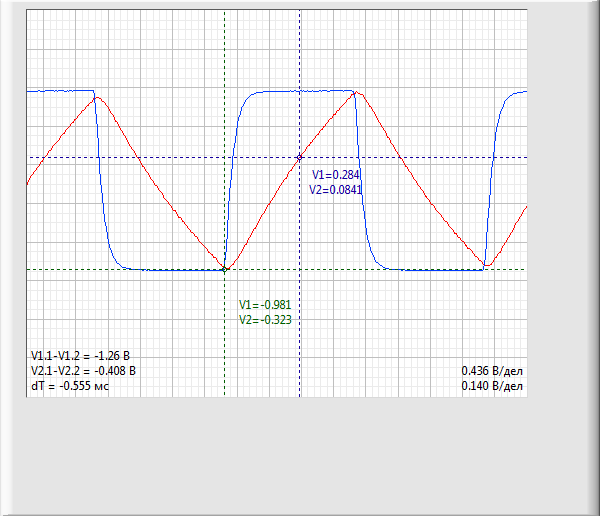 V1=0.284
V2=0.0841
V1=-0.981
V2=-0.323
V1.1-V1.2 = -1.26 В
V2.1-V2.2 = -0.408 В
dT = -0.555 мс
0.436 В/дел
0.140 В/дел